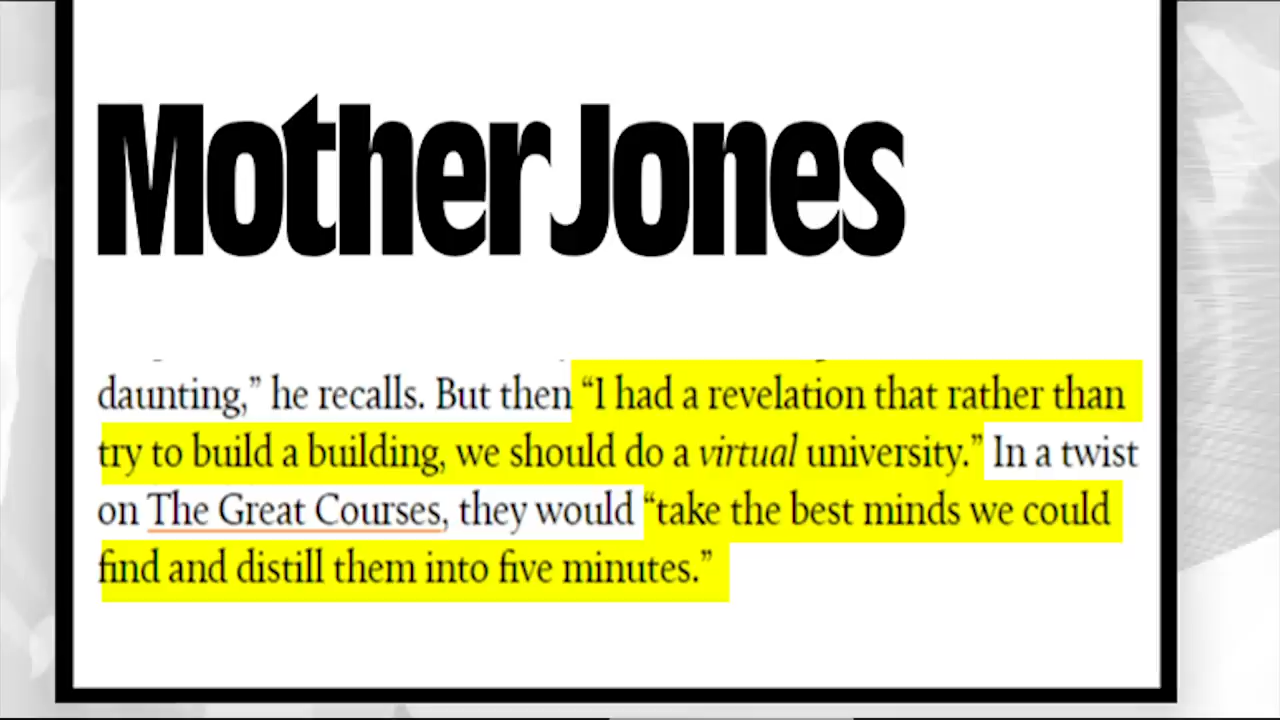 Mother Jones
daunting,” he recalls. But then “I had a revelation that rather than
try to build a building, we should do a virtual university.” In a twist
on The Great Courses, they would “take the best minds we could
find and distill them into five minutes.”